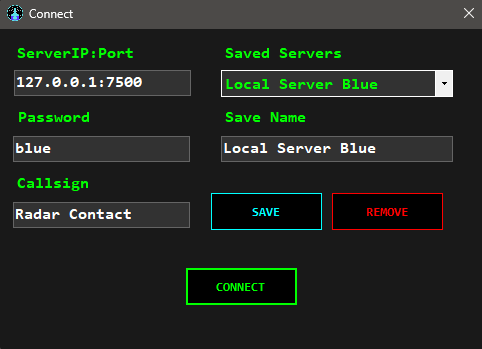 Connect
ServerIP:Port
127.0.0.1:7500
Saved Servers
Local Server Blue
Password
blue
Save Name
Local Server Blue
Callsign
Radar Contact
SAVE
REMOVE
CONNECT